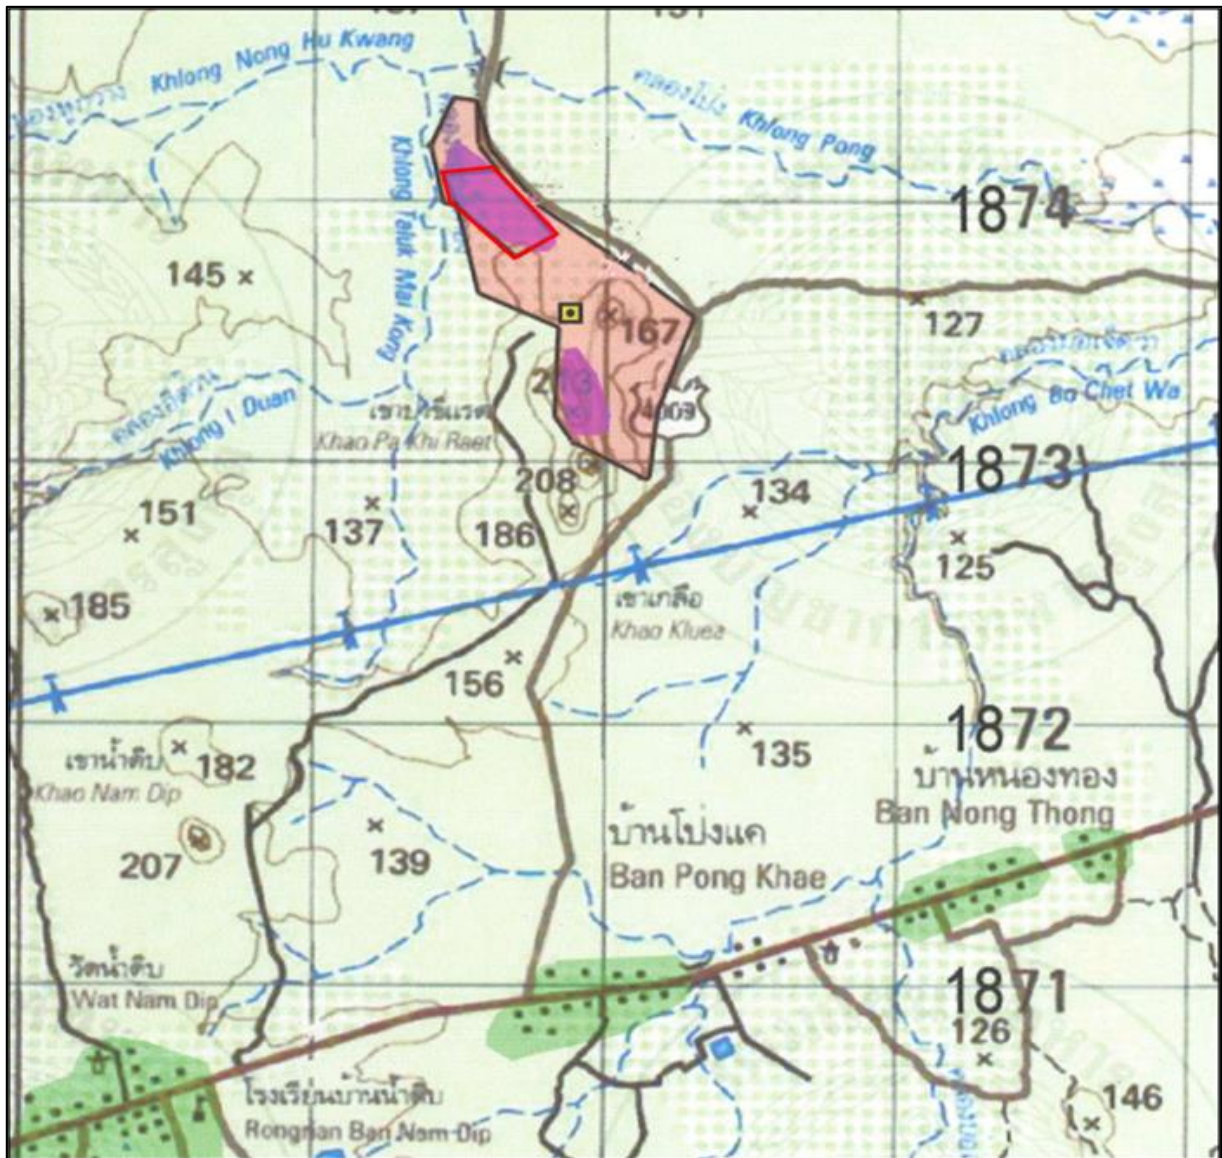 Khlong Nong Hu Kwang
คลองโป่ง Khlong Pong
Khlong Taluk Mai Kong
1874
145
127
167
213
4009
Khlong Bo Chet Wa
คลองอีด้วน
Khlong I Duan
เขาปาชีแรด
Khao Pa Khi Raet
1873
208
134
151
137
186
125
185
เขาเกลือ
Khao Kluea
156
1872
135
เขาน้ำดิบ
182
Khao Nam Dip
บ้านหนองทอง
Ban Nong Thong
207
139
บ้านโป่งแค
Ban Pong Khae
วัดน้ำดิบ
Wat Nam Dip
1871
126
โรงเรียนบ้านน้ำดิบ
Rongrian Ban Nam Dip
146